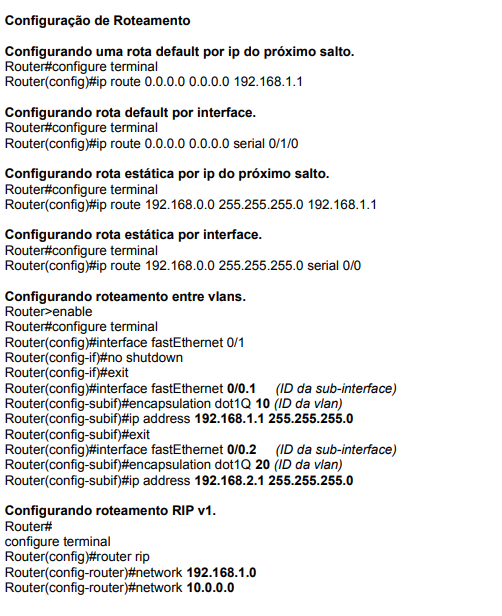 Configuração de Roteamento
Configurando uma rota default por ip do próximo salto.
Router#configure terminal
Router(config)#ip route 0.0.0.0 0.0.0.0 192.168.1.1
Configurando rota default por interface.
Router#configure terminal
Router(config)#ip route 0.0.0.0 0.0.0.0 serial 0/1/0
Configurando rota estática por ip do próximo salto.
Router#configure terminal
Router(config)#ip route 192.168.0.0 255.255.255.0 192.168.1.1
Configurando rota estática por interface.
Router#configure terminal
Router(config)#ip route 192.168.0.0 255.255.255.0 serial 0/0
Configurando roteamento entre vlans.
Router>enable
Router#configure terminal
Router(config)#interface fastEthernet 0/1
Router(config-if)#no shutdown
Router(config-if)#exit
Router(config)#interface fastEthernet 0/0.1 (ID da sub-interface)
Router(config-subif)#encapsulation dot1Q 10 (ID da vlan)
Router(config-subif)#ip address 192.168.1.1 255.255.255.0
Router(config-subif)#exit
Router(config)#interface fastEthernet 0/0.2 (ID da sub-interface)
Router(config-subif)#encapsulation dot1Q 20 (ID da vlan)
Router(config-subif)#ip address 192.168.2.1 255.255.255.0
Configurando roteamento RIP v1.
Router#
configure terminal
Router(config)#router rip
Router(config-router)#network 192.168.1.0
Router(config-router)#network 10.0.0.0